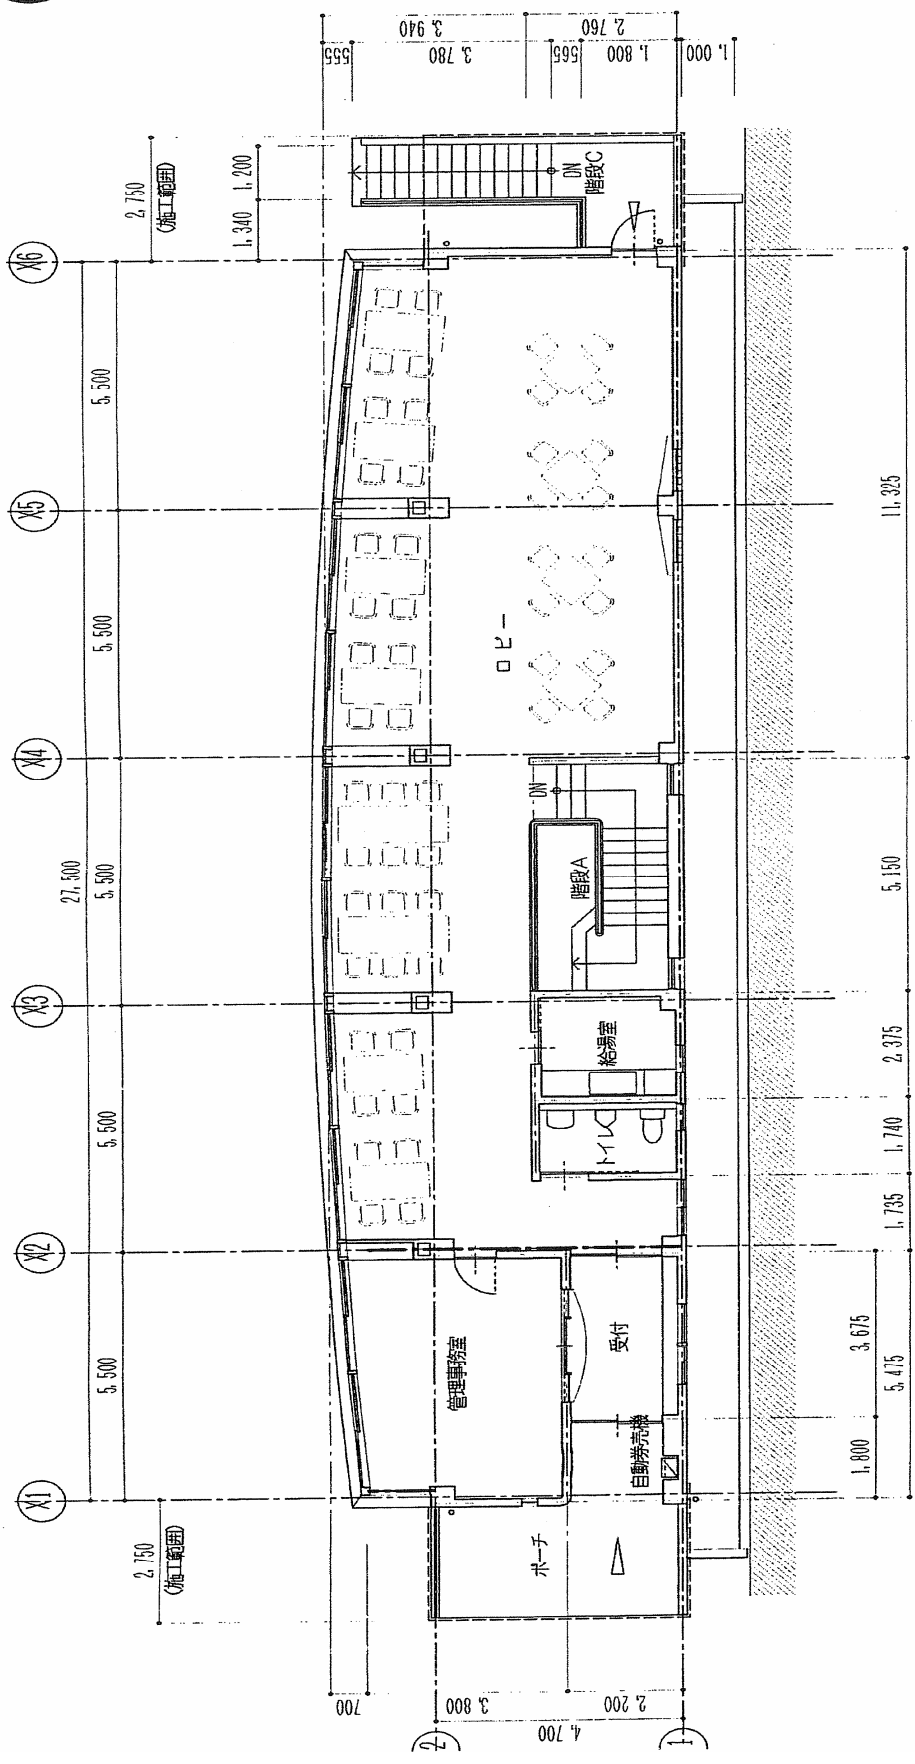 X1
X2
X3
X4
X5
X6
27,500
5,500
5,500
5,500
5,500
5,500
2,750
(施工範囲)
2,750
(施工範囲)
1,340
1,200
555
3,780
565
1,800
1,000
3,940
2,760
700
3,800
2,200
4,700
2
1
管理事務室
受付
自動券売機
ポーチ
トイレ
給湯室
階段A
DN
ロビー
DN
階段C
1,800
3,675
5,475
1,735
1,740
2,375
5,150
11,325